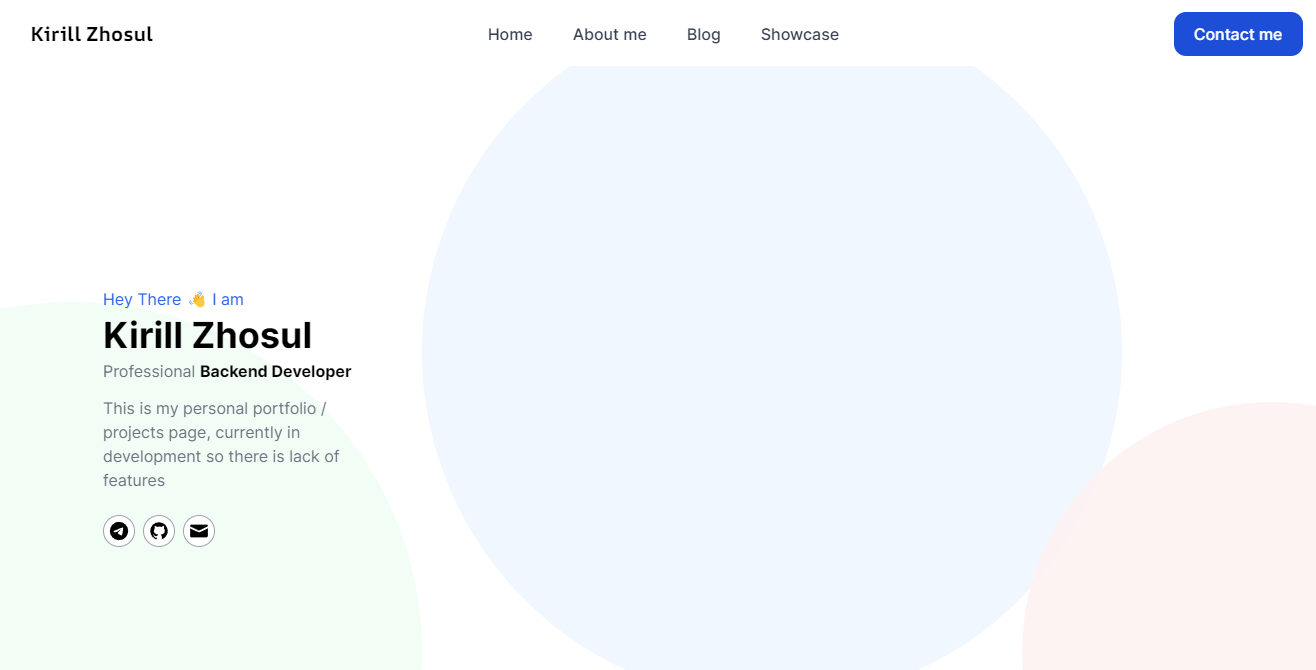 Kirill Zhosul
Home
About me
Blog
Showcase
Contact me
Hey There 👋 I am
Kirill Zhosul
Professional Backend Developer
This is my personal portfolio /
projects page, currently in
development so there is lack of
features